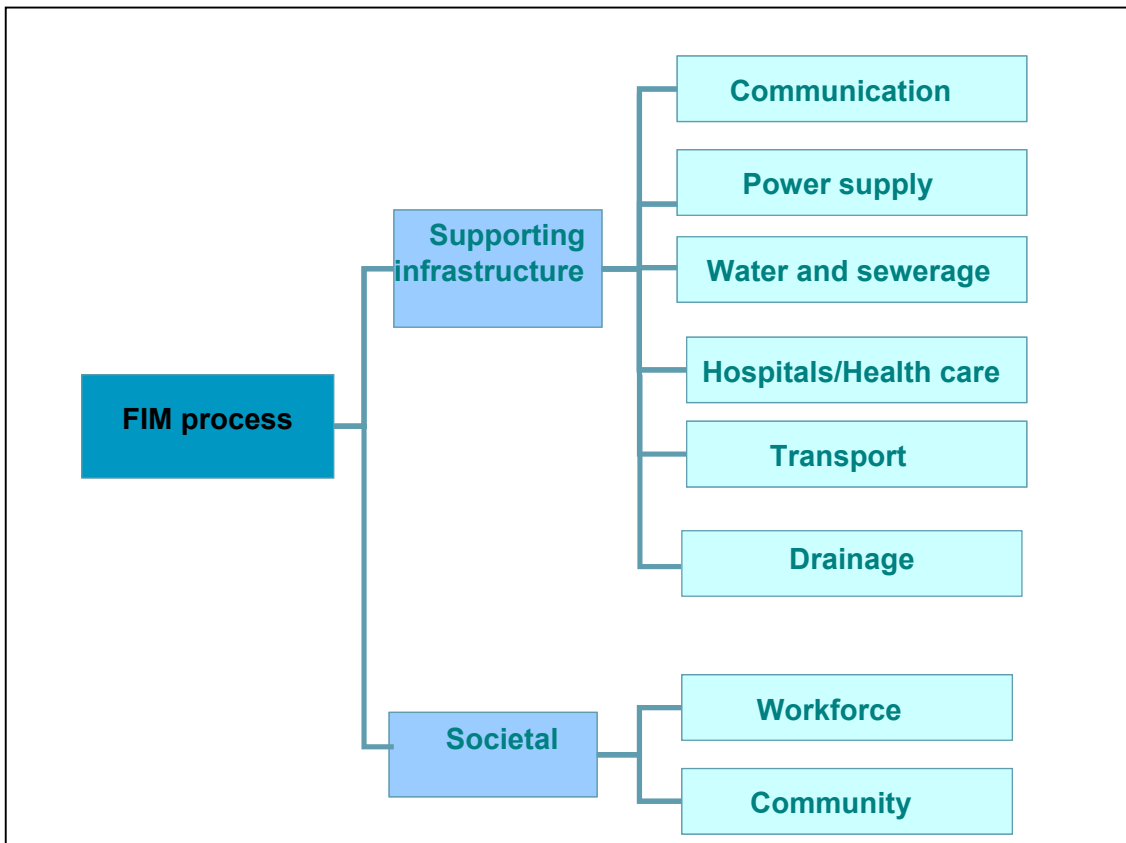 Communication
Power supply
Supporting
infrastructure
Water and sewerage
Hospitals/Health care
FIM process
Transport
Drainage
Workforce
Societal
Community